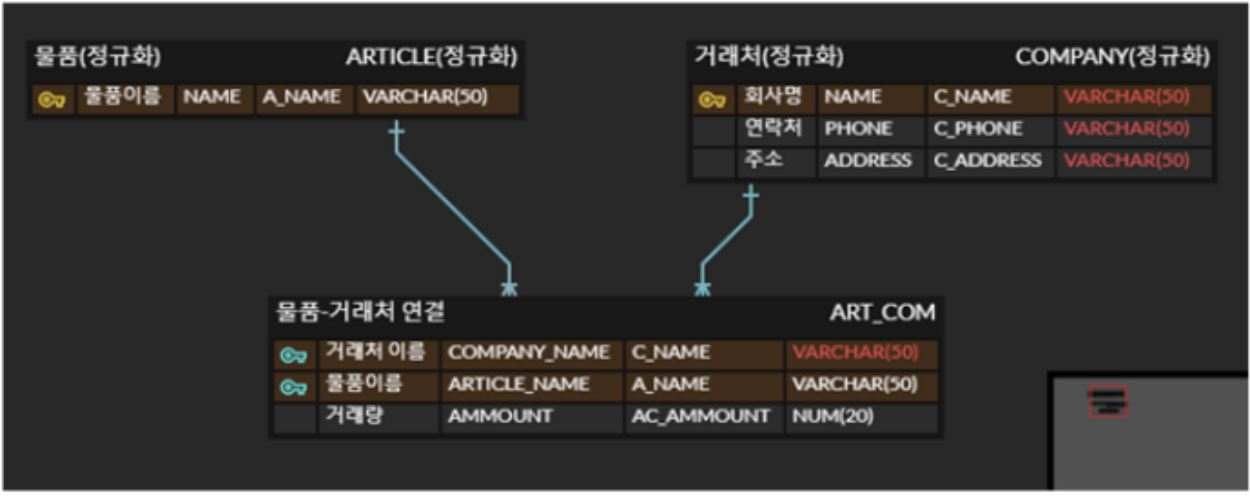 물품(정규화) ARTICLE(정규화)
물품이름 NAME A_NAME VARCHAR(50)
거래처(정규화) COMPANY(정규화)
회사명 NAME C_NAME VARCHAR(50)
연락처 PHONE C_PHONE VARCHAR(50)
주소 ADDRESS C_ADDRESS VARCHAR(50)
물품-거래처 연결 ART_COM
거래처 이름 COMPANY_NAME C_NAME VARCHAR(50)
물품이름 ARTICLE_NAME A_NAME VARCHAR(50)
거래량 AMMOUNT AC_AMMOUNT NUM(20)